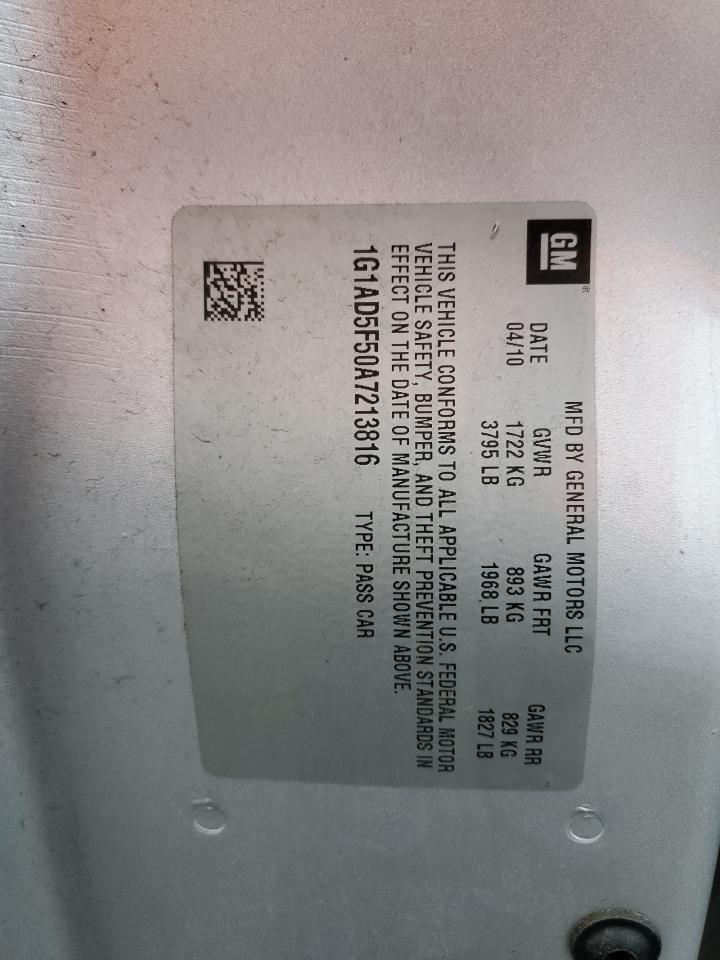 GM
MFD BY GENERAL MOTORS LLC
DATE GVWR GAWR FRT GAWR RR
04/10 1722 KG 893 KG 829 KG
3795 LB 1968 LB 1827 LB
THIS VEHICLE CONFORMS TO ALL APPLICABLE U.S. FEDERAL MOTOR
VEHICLE SAFETY, BUMPER, AND THEFT PREVENTION STANDARDS IN
EFFECT ON THE DATE OF MANUFACTURE SHOWN ABOVE.
1G1AD5F50A7213816 TYPE: PASS CAR